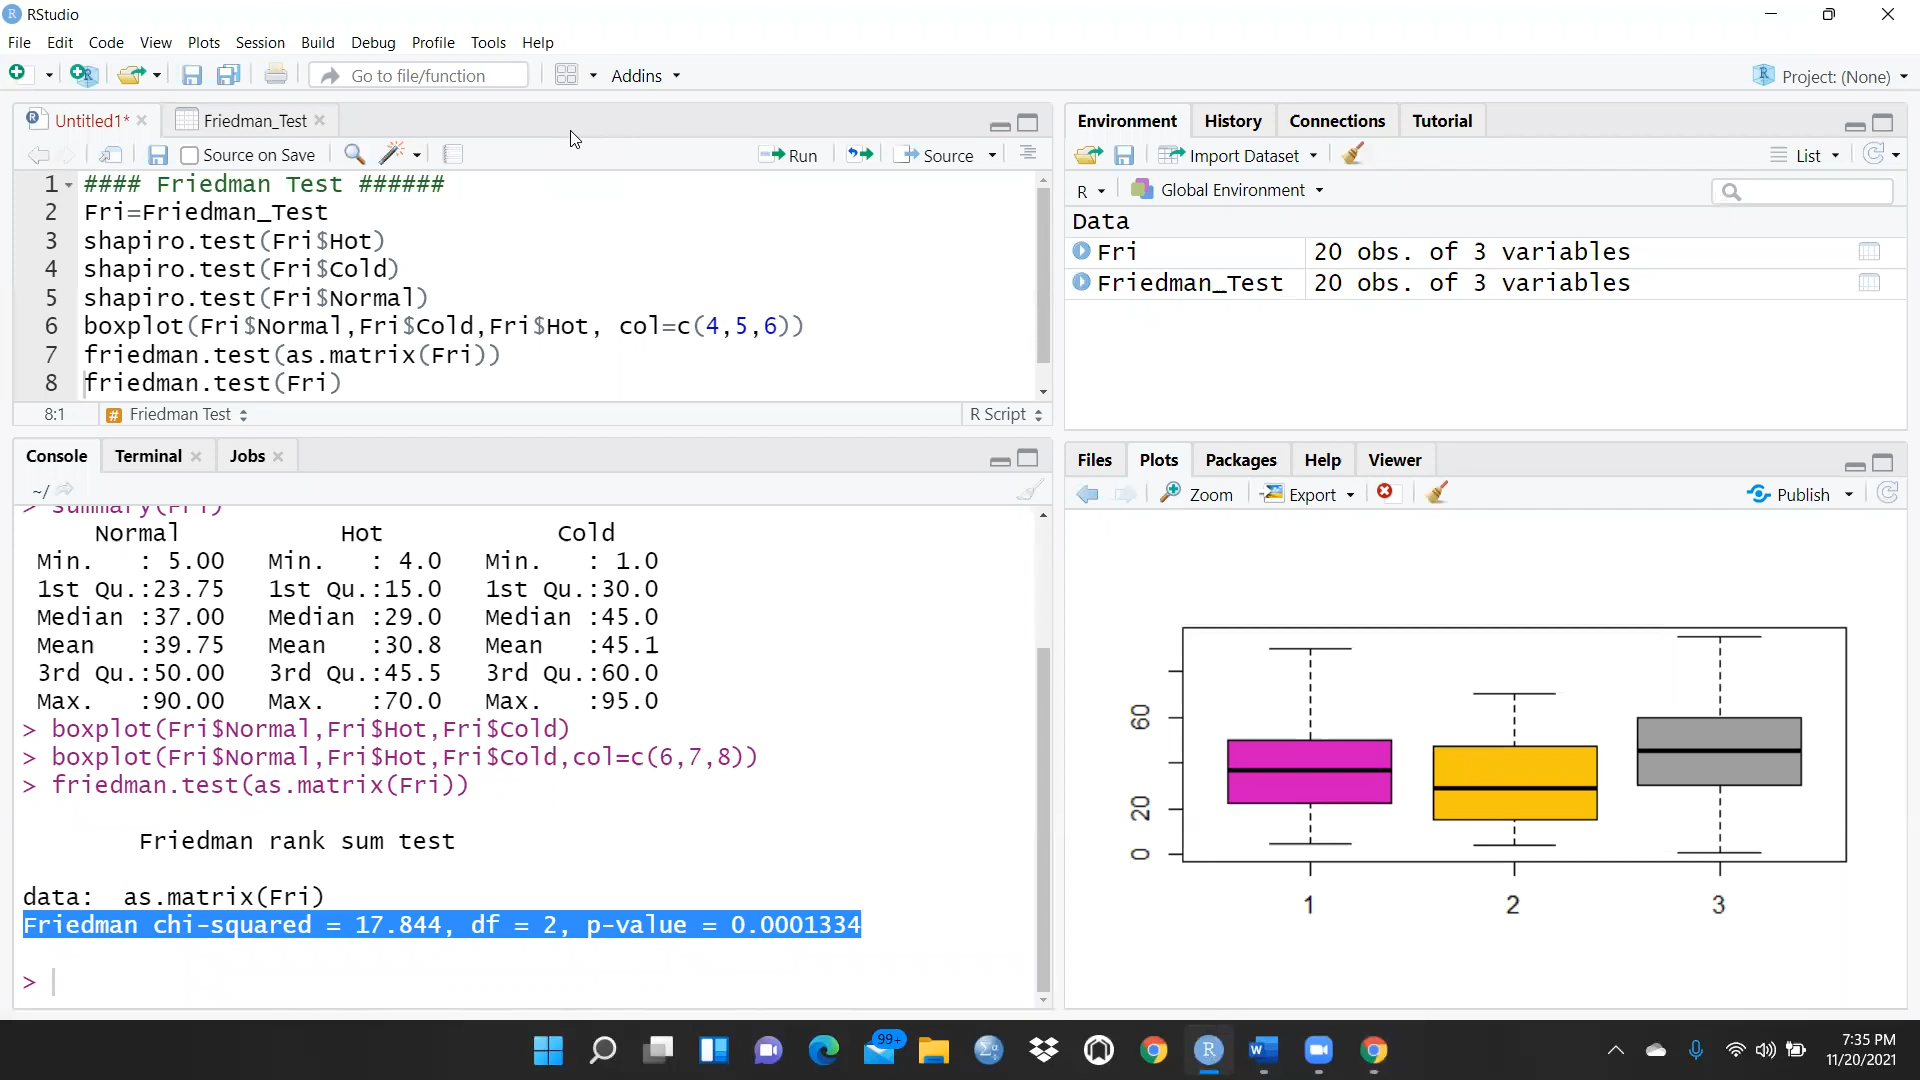 RStudio
File Edit Code View Plots Session Build Debug Profile Tools Help
Go to file/function Addins Project: (None)
Untitled1* Friedman_Test
Source on Save Run Source
1 #### Friedman Test ######
2 Fri=Friedman_Test
3 shapiro.test(Fri$Hot)
4 shapiro.test(Fri$Cold)
5 shapiro.test(Fri$Normal)
6 boxplot(Fri$Normal,Fri$Cold,Fri$Hot, col=c(4,5,6))
7 friedman.test(as.matrix(Fri))
8 friedman.test(Fri)
8:1 # Friedman Test R Script
Console Terminal Jobs
~/
> summary(Fri)
Normal Hot Cold
Min. : 5.00 Min. : 4.0 Min. : 1.0
1st Qu.:23.75 1st Qu.:15.0 1st Qu.:30.0
Median :37.00 Median :29.0 Median :45.0
Mean :39.75 Mean :30.8 Mean :45.1
3rd Qu.:50.00 3rd Qu.:45.5 3rd Qu.:60.0
Max. :90.00 Max. :70.0 Max. :95.0
> boxplot(Fri$Normal,Fri$Hot,Fri$Cold)
> boxplot(Fri$Normal,Fri$Hot,Fri$Cold,col=c(6,7,8))
> friedman.test(as.matrix(Fri))
Friedman rank sum test
data: as.matrix(Fri)
Friedman chi-squared = 17.844, df = 2, p-value = 0.0001334
>
Environment History Connections Tutorial
Import Dataset List
R Global Environment
Data
Fri 20 obs. of 3 variables
Friedman_Test 20 obs. of 3 variables
Files Plots Packages Help Viewer
Zoom Export Publish
60
20
0
1 2 3
99+
7:35 PM
11/20/2021